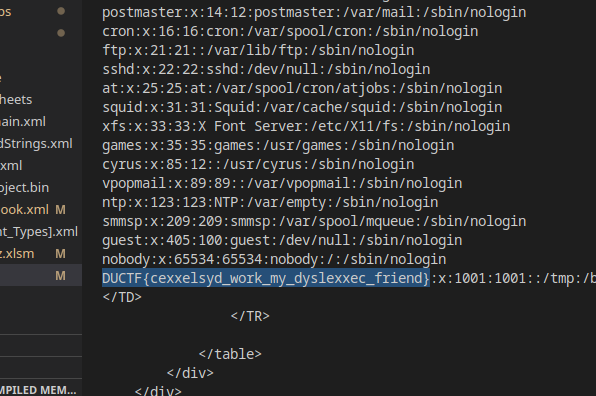 os
postmaster:x:14:12:postmaster:/var/mail:/sbin/nologin
cron:x:16:16:cron:/var/spool/cron:/sbin/nologin
ftp:x:21:21::/var/lib/ftp:/sbin/nologin
sshd:x:22:22:sshd:/dev/null:/sbin/nologin
at:x:25:25:at:/var/spool/cron/atjobs:/sbin/nologin
squid:x:31:31:Squid:/var/cache/squid:/sbin/nologin
xfs:x:33:33:X Font Server:/etc/X11/fs:/sbin/nologin
games:x:35:35:games:/usr/games:/sbin/nologin
cyrus:x:85:12::/usr/cyrus:/sbin/nologin
vpopmail:x:89:89::/var/vpopmail:/sbin/nologin
ntp:x:123:123:NTP:/var/empty:/sbin/nologin
smmsp:x:209:209:smmsp:/var/spool/mqueue:/sbin/nologin
guest:x:405:100:guest:/dev/null:/sbin/nologin
nobody:x:65534:65534:nobody:/:/sbin/nologin
DUCTF{cexxelsyd_work_my_dyslexxec_friend}:x:1001:1001::/tmp:/b
</TD>
</TR>
</table>
</div>
</div>
e
heets
ain.xml
dStrings.xml
xml
oject.bin
ook.xml M
nt_Types].xml
z.xlsm M
M
MPILED MEM...